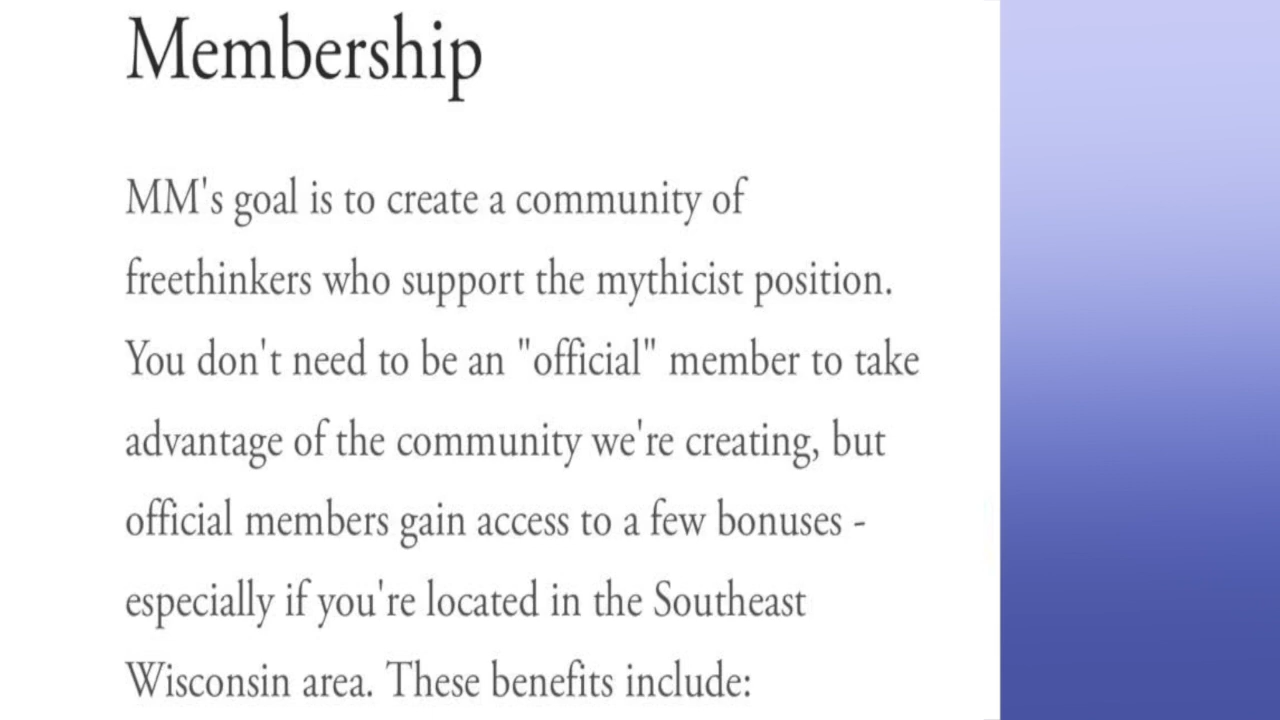 Membership
MM's goal is to create a community of
freethinkers who support the mythicist position.
You don't need to be an "official" member to take
advantage of the community we're creating, but
official members gain access to a few bonuses -
especially if you're located in the Southeast
Wisconsin area. These benefits include: